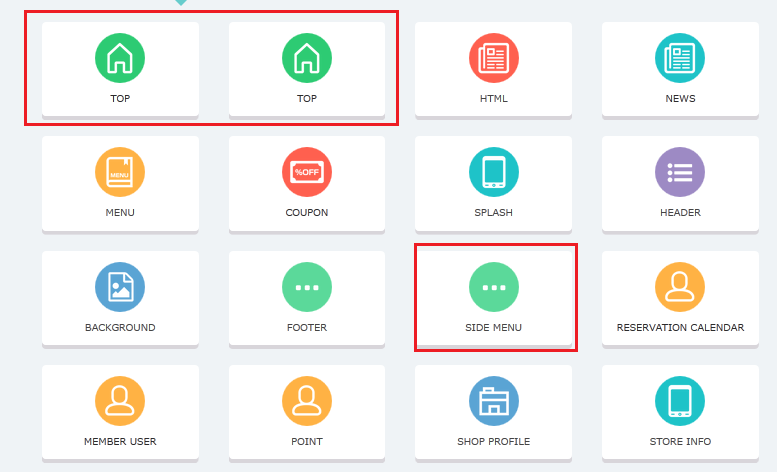 TOP
TOP
HTML
NEWS
MENU
MENU
%OFF
COUPON
SPLASH
HEADER
BACKGROUND
FOOTER
SIDE MENU
RESERVATION CALENDAR
MEMBER USER
POINT
SHOP PROFILE
STORE INFO